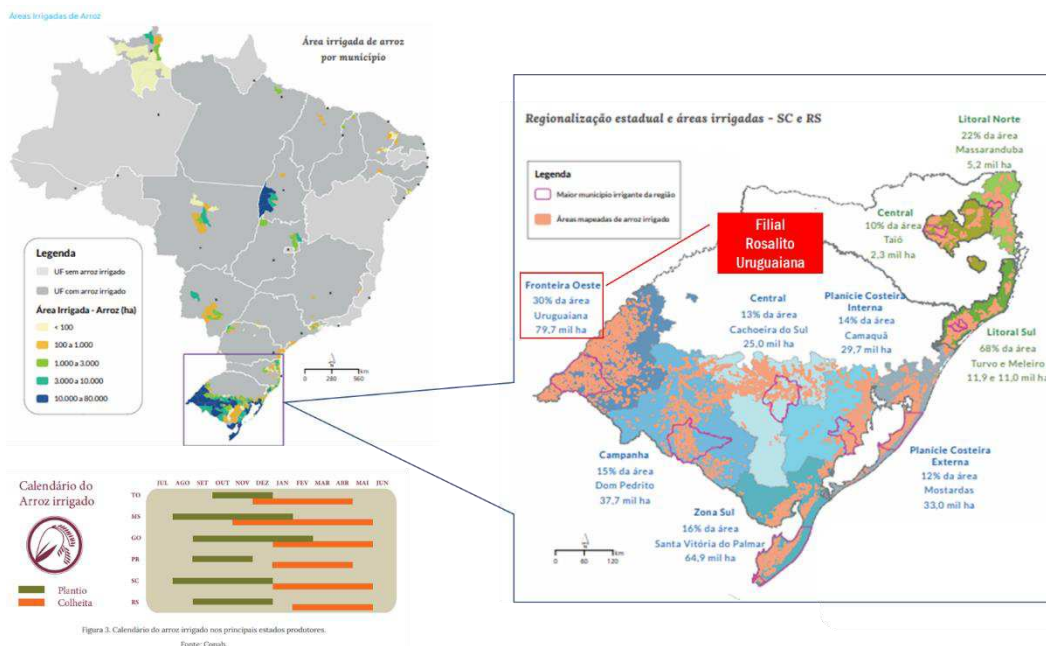 Áreas Irrigadas de Arroz
Área irrigada de arroz
por município
Legenda
UF sem arroz irrigado
UF com arroz irrigado
Área Irrigada - Arroz (ha)
< 100
100 a 1.000
1.000 a 3.000
3.000 a 10.000
10.000 a 80.000
0 280 560
km
Regionalização estadual e áreas irrigadas - SC e RS
Legenda
Maior município irrigante da região
Áreas mapeadas de arroz irrigado
Filial
Rosalito
Uruguaiana
Litoral Norte
22% da área
Massaranduba
5,2 mil ha
Central
10% da área
Taió
2,3 mil ha
Litoral Sul
68% da área
Turvo e Meleiro
11,9 e 11,0 mil ha
Fronteira Oeste
30% da área
Uruguaiana
79,7 mil ha
Central
13% da área
Cachoeira do Sul
25,0 mil ha
Planície Costeira
Interna
14% da área
Camaquã
29,7 mil ha
Campanha
15% da área
Dom Pedrito
37,7 mil ha
Zona Sul
16% da área
Santa Vitória do Palmar
64,9 mil ha
Planície Costeira
Externa
12% da área
Mostardas
33,0 mil ha
0 60 120
km
Calendário do
Arroz irrigado
Plantio
Colheita
JUL AGO SET OUT NOV DEZ JAN FEV MAR ABR MAI JUN
TO
MS
GO
PR
SC
RS
Figura 3. Calendário do arroz irrigado nos principais estados produtores.
Fonte: Conab.